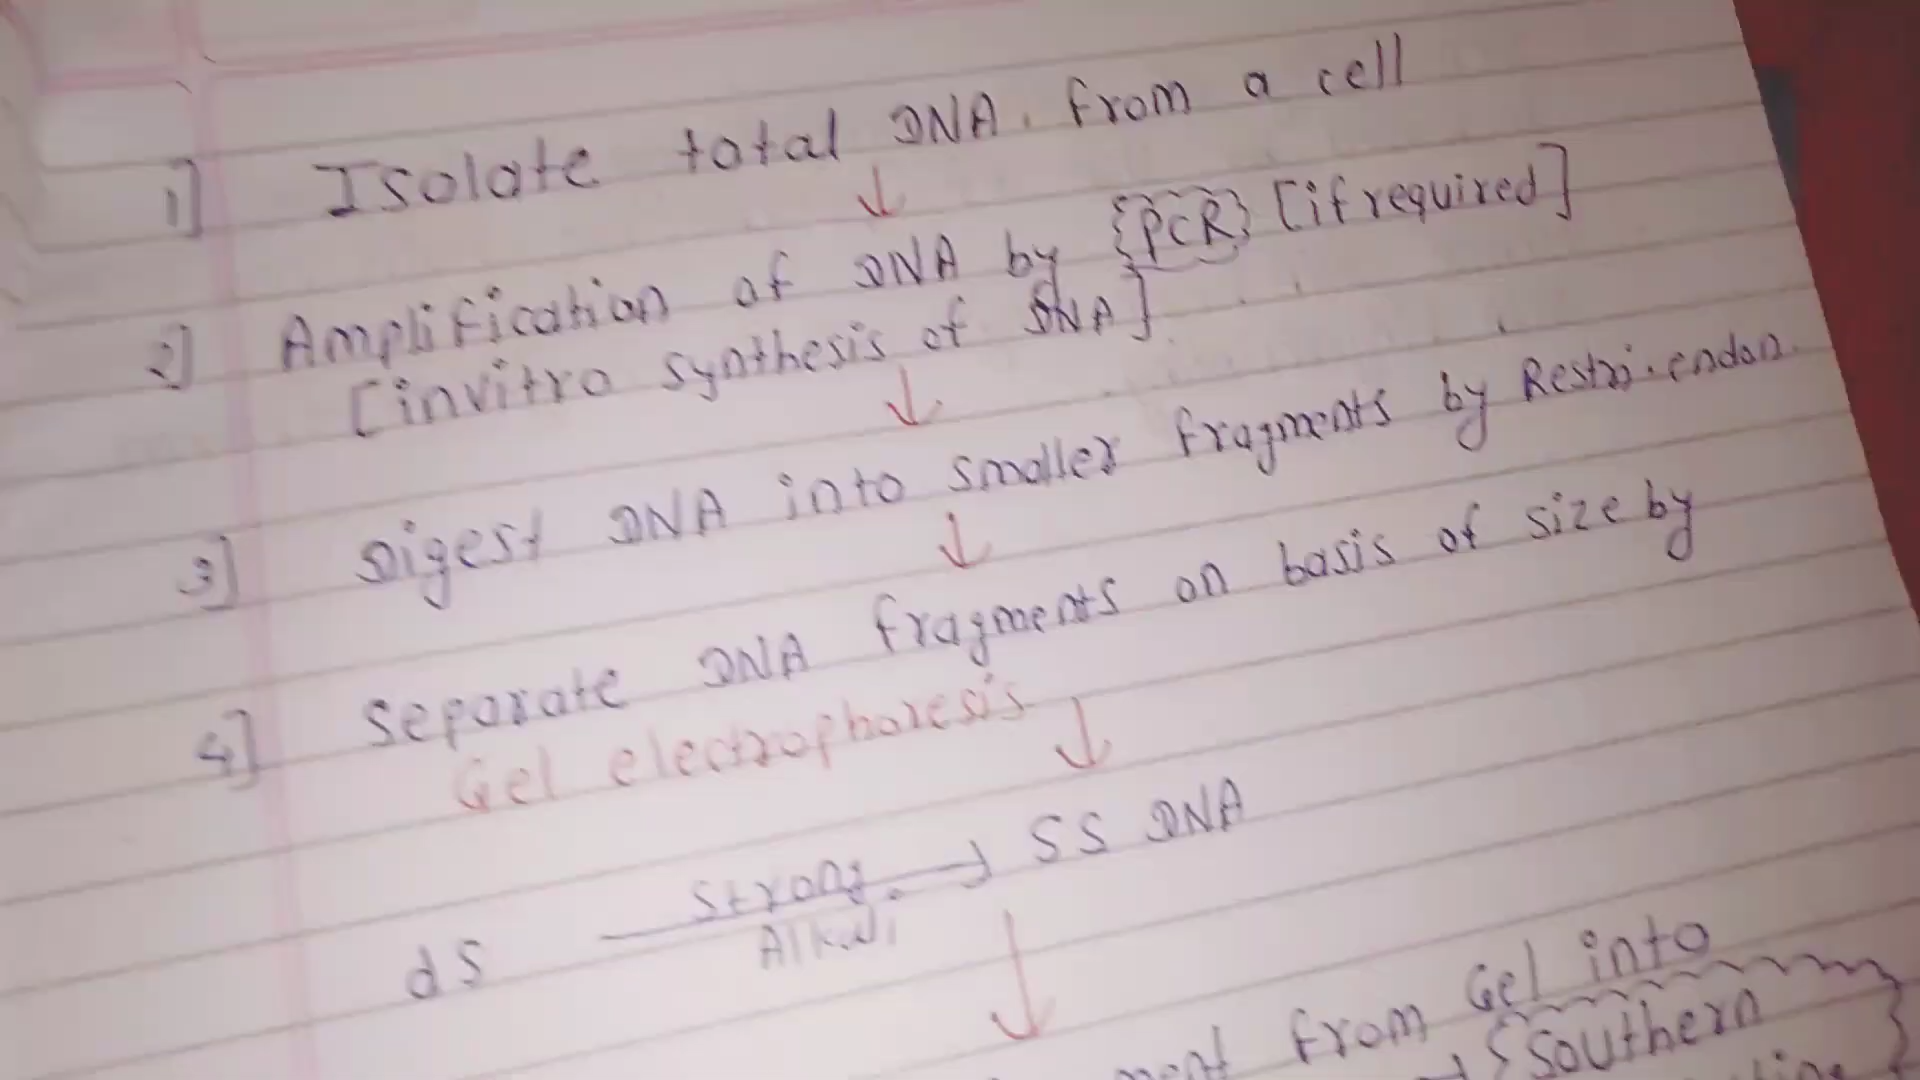 1] Isolate total DNA. from a cell
↓
2] Amplification of DNA by {PCR} [if required]
[invitro synthesis of DNA]
↓
3] Digest DNA into smaller fragments by Restri. endon.
↓
4] Separate DNA fragments on basis of size by
Gel electrophoresis
↓
dS Strong Alkali → SS DNA
↓
from Gel into
→ {Southern